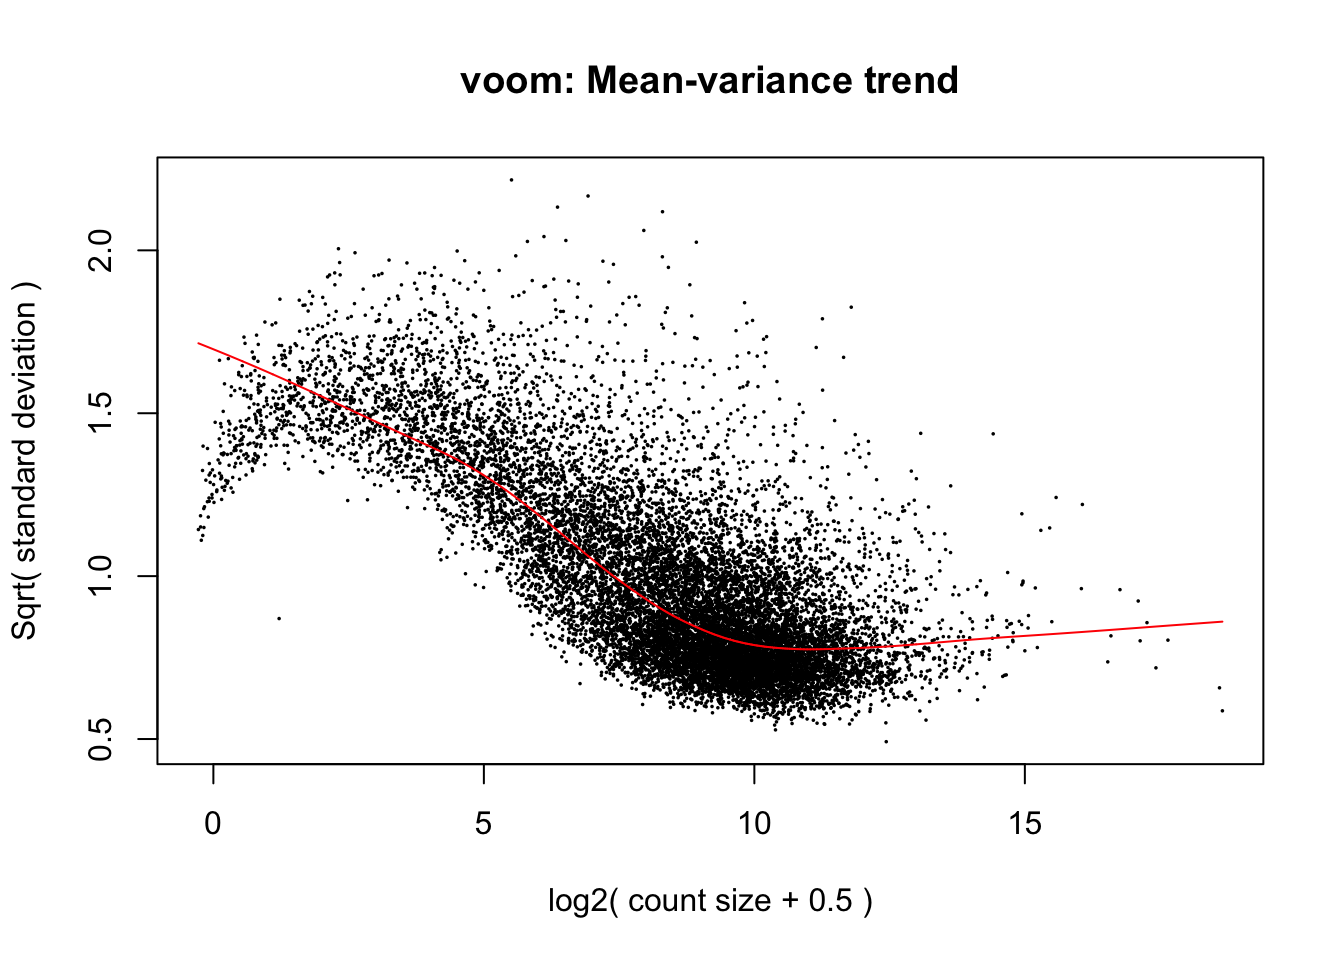 voom: Mean-variance trend
Sqrt( standard deviation )
2.0
1.5
1.0
0.5
0 5 10 15
log2( count size + 0.5 )